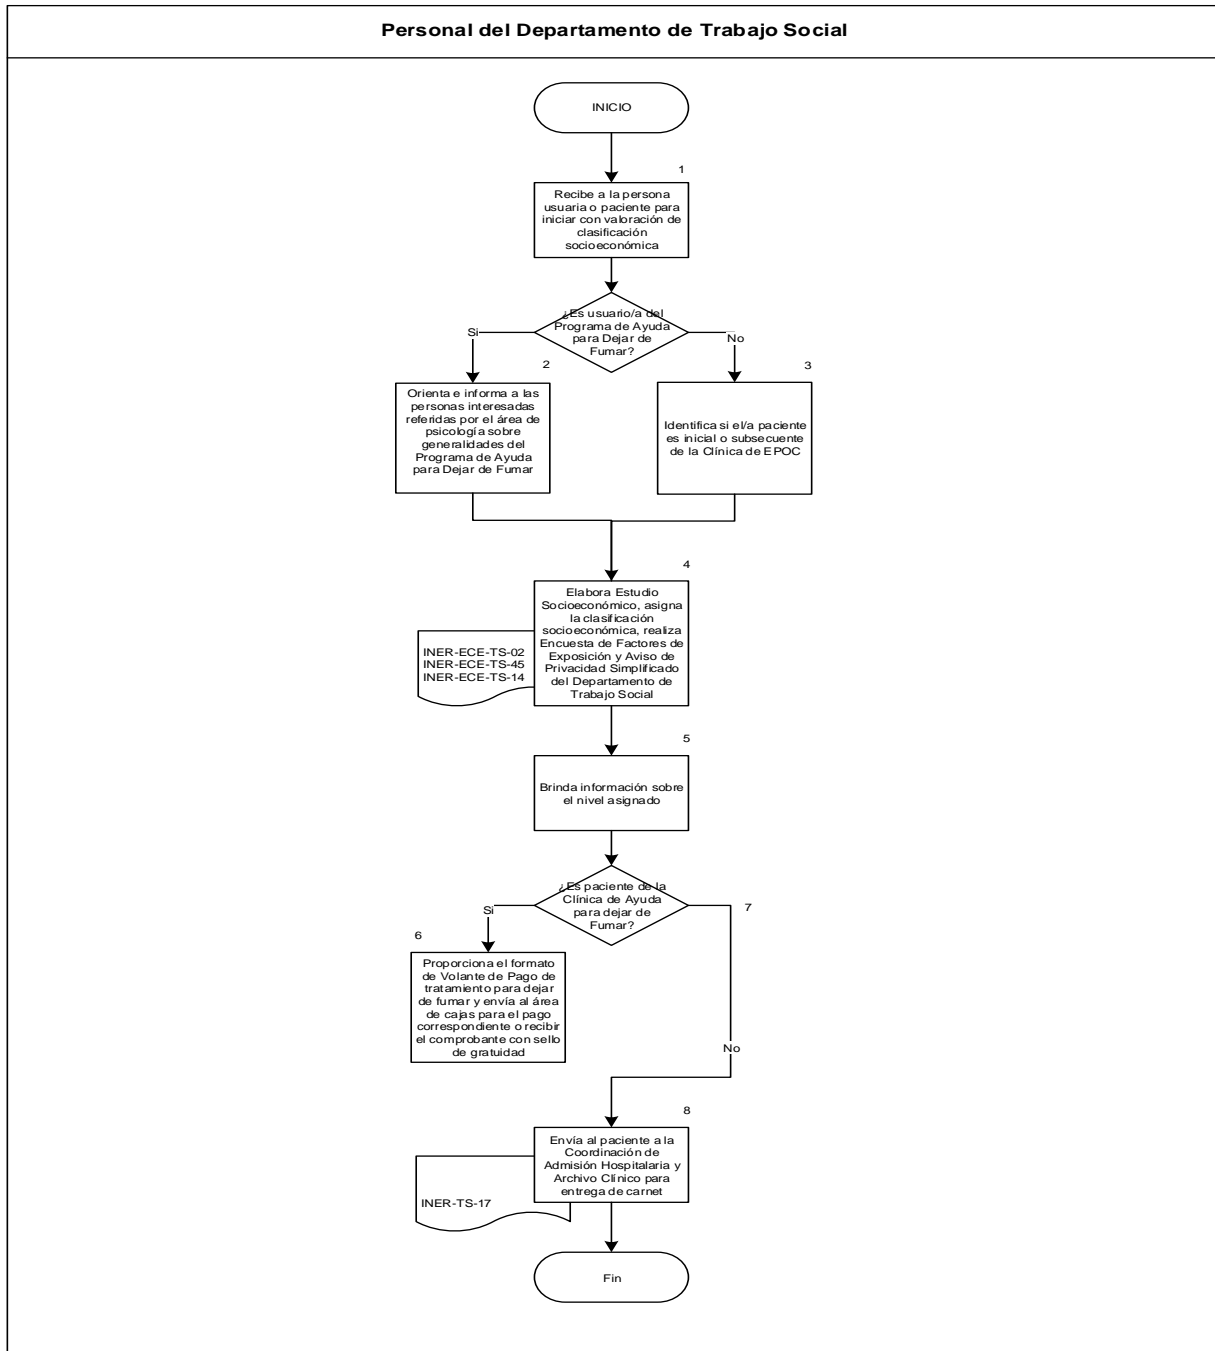 Personal del Departamento de Trabajo Social
INICIO
1
Recibe a la persona
usuaria o paciente para
iniciar con valoración de
clasificación
socioeconómica
¿Es usuario/a del
Programa de Ayuda
para Dejar de
Fumar?
Si
No
2
Orienta e informa a las
personas interesadas
referidas por el área de
psicología sobre
generalidades del
Programa de Ayuda
para Dejar de Fumar
3
Identifica si el/a paciente
es inicial o subsecuente
de la Clínica de EPOC
4
Elabora Estudio
Socioeconómico, asigna
la clasificación
socioeconómica, realiza
Encuesta de Factores de
Exposición y Aviso de
Privacidad Simplificado
del Departamento de
Trabajo Social
INER-ECE-TS-02
INER-ECE-TS-45
INER-ECE-TS-14
5
Brinda información sobre
el nivel asignado
¿Es paciente de la
Clínica de Ayuda
para dejar de
Fumar?
Si
7
6
Proporciona el formato
de Volante de Pago de
tratamiento para dejar
de fumar y envía al área
de cajas para el pago
correspondiente o recibir
el comprobante con sello
de gratuidad
No
8
Envía al paciente a la
Coordinación de
Admisión Hospitalaria y
Archivo Clínico para
entrega de carnet
INER-TS-17
Fin